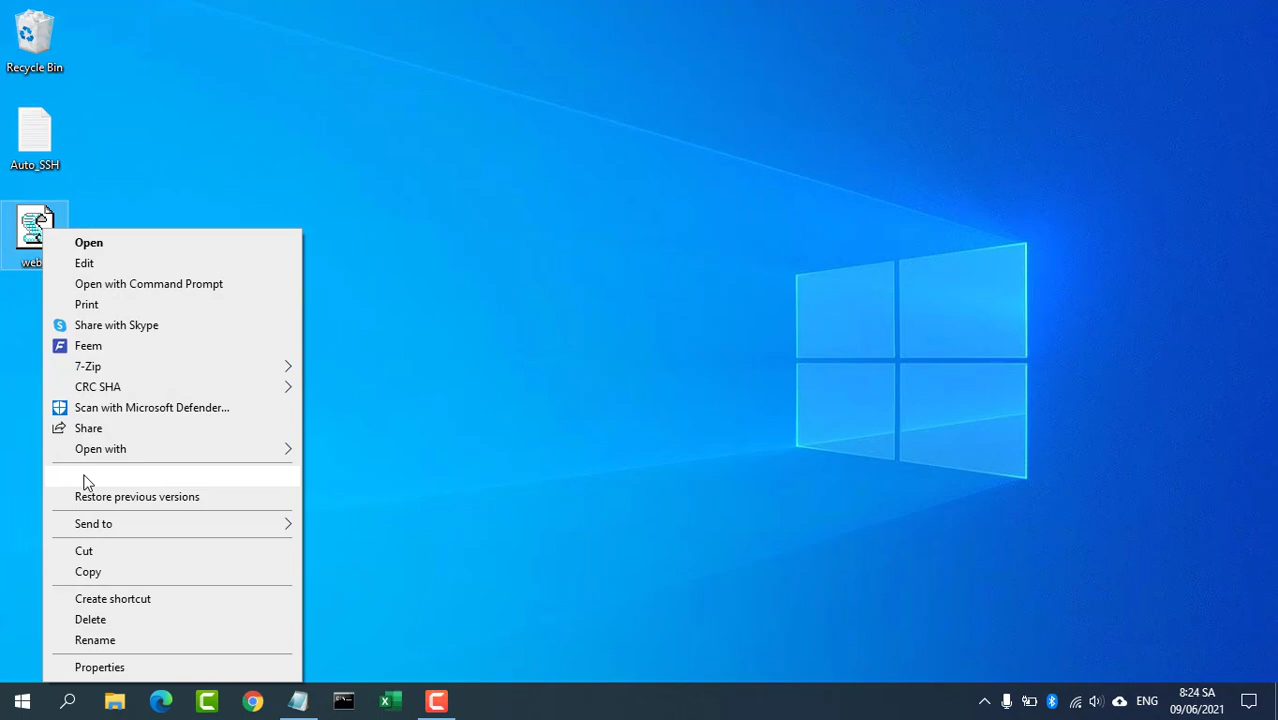 Recycle Bin
Auto_SSH
web
Open
Edit
Open with Command Prompt
Print
Share with Skype
Feem
7-Zip
CRC SHA
Scan with Microsoft Defender...
Share
Open with
Restore previous versions
Send to
Cut
Copy
Create shortcut
Delete
Rename
Properties
ENG
8:24 SA
09/06/2021